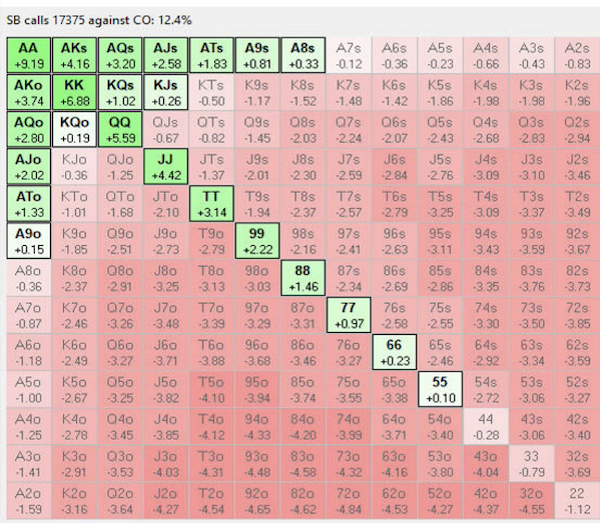 SB calls 17375 against CO: 12.4%
AA AKs AQs AJs ATs A9s A8s A7s A6s A5s A4s A3s A2s
+9.19 +4.16 +3.20 +2.58 +1.83 +0.81 +0.33 -0.12 -0.36 -0.23 -0.66 -0.43 -0.83
AKo KK KQs KJs KTs K9s K8s K7s K6s K5s K4s K3s K2s
+3.74 +6.88 +1.02 +0.26 -0.50 -1.17 -1.52 -1.48 -1.42 -1.86 -1.98 -1.98 -1.96
AQo KQo QQ QJs QTs Q9s Q8s Q7s Q6s Q5s Q4s Q3s Q2s
+2.80 +0.19 +5.59 -0.67 -0.82 -1.45 -2.03 -2.24 -2.07 -2.43 -2.68 -2.83 -2.94
AJo KJo QJo JJ JTs J9s J8s J7s J6s J5s J4s J3s J2s
+2.02 -0.36 -1.25 +4.42 -1.37 -2.01 -2.30 -2.59 -2.84 -2.76 -3.09 -3.10 -3.46
ATo KTo QTo JTo TT T9s T8s T7s T6s T5s T4s T3s T2s
+1.33 -1.01 -1.68 -2.10 +3.14 -1.94 -2.37 -2.57 -2.79 -3.25 -3.09 -3.37 -3.49
A9o K9o Q9o J9o T9o 99 98s 97s 96s 95s 94s 93s 92s
+0.15 -1.85 -2.51 -2.73 -2.79 +2.22 -2.16 -2.41 -2.63 -3.11 -3.43 -3.59 -3.67
A8o K8o Q8o J8o T8o 98o 88 87s 86s 85s 84s 83s 82s
-0.36 -2.37 -2.91 -3.25 -3.13 -3.03 +1.46 -2.34 -2.69 -2.86 -3.35 -3.76 -3.73
A7o K7o Q7o J7o T7o 97o 87o 77 76s 75s 74s 73s 72s
-0.87 -2.46 -3.26 -3.48 -3.39 -3.29 -3.31 +0.97 -2.58 -2.55 -3.30 -3.50 -3.85
A6o K6o Q6o J6o T6o 96o 86o 76o 66 65s 64s 63s 62s
-1.18 -2.49 -3.27 -3.71 -3.88 -3.68 -3.46 -3.27 +0.23 -2.46 -2.92 -3.34 -3.59
A5o K5o Q5o J5o T5o 95o 85o 75o 65o 55 54s 53s 52s
-1.00 -2.67 -3.25 -3.82 -4.10 -3.94 -3.74 -3.55 -3.38 +0.10 -2.72 -3.06 -3.27
A4o K4o Q4o J4o T4o 94o 84o 74o 64o 54o 44 43s 42s
-1.25 -2.78 -3.45 -3.85 -4.12 -4.33 -4.20 -3.99 -3.71 -3.40 -0.28 -3.06 -3.40
A3o K3o Q3o J3o T3o 93o 83o 73o 63o 53o 43o 33 32s
-1.41 -2.91 -3.53 -4.03 -4.31 -4.48 -4.58 -4.32 -4.16 -3.80 -4.04 -0.79 -3.69
A2o K2o Q2o J2o T2o 92o 82o 72o 62o 52o 42o 32o 22
-1.59 -3.16 -3.64 -4.27 -4.54 -4.65 -4.62 -4.84 -4.53 -4.27 -4.37 -4.55 -1.12